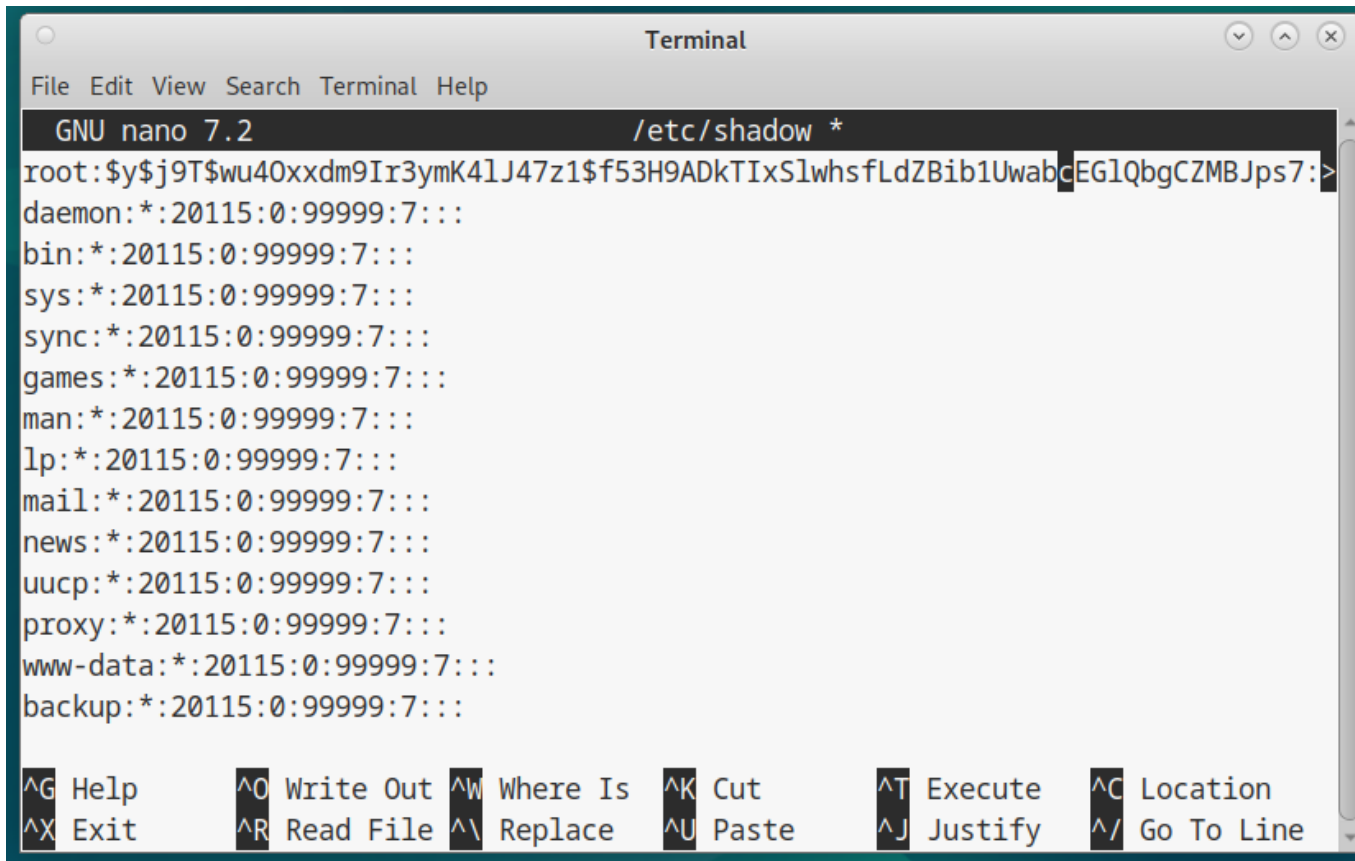 Terminal
File Edit View Search Terminal Help
GNU nano 7.2 /etc/shadow *
root:$y$j9T$wu4Oxxdm9Ir3ymK4lJ47z1$f53H9ADkTIxSlwhsfLdZBib1UwabcEGlQbgCZMBJps7:>
daemon:*:20115:0:99999:7:::
bin:*:20115:0:99999:7:::
sys:*:20115:0:99999:7:::
sync:*:20115:0:99999:7:::
games:*:20115:0:99999:7:::
man:*:20115:0:99999:7:::
lp:*:20115:0:99999:7:::
mail:*:20115:0:99999:7:::
news:*:20115:0:99999:7:::
uucp:*:20115:0:99999:7:::
proxy:*:20115:0:99999:7:::
www-data:*:20115:0:99999:7:::
backup:*:20115:0:99999:7:::
^G Help ^O Write Out ^W Where Is ^K Cut ^T Execute ^C Location
^X Exit ^R Read File ^\ Replace ^U Paste ^J Justify ^/ Go To Line